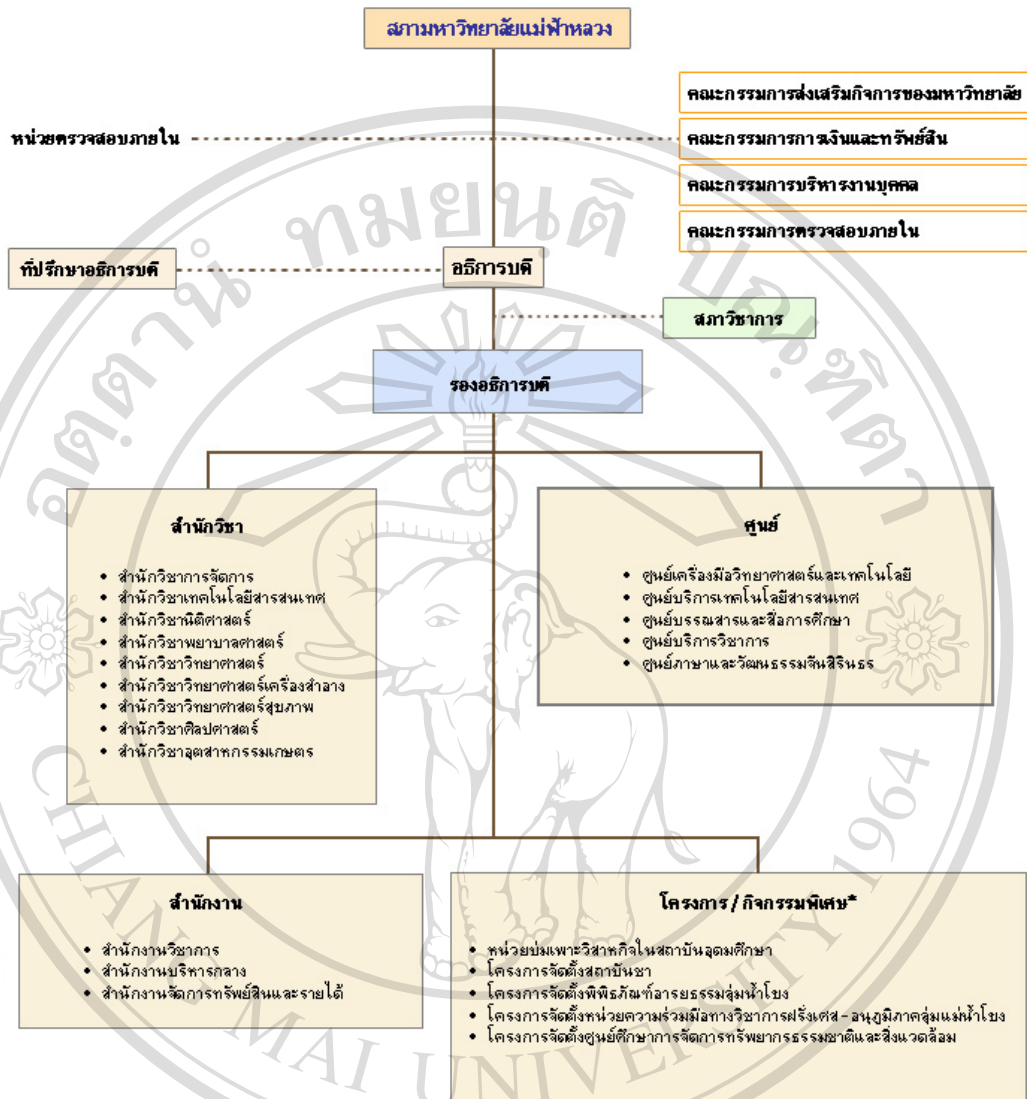 สภามหาวิทยาลัยแม่ฟ้าหลวง
คณะกรรมการส่งเสริมกิจการของมหาวิทยาลัย
หน่วยตรวจสอบภายใน
คณะกรรมการการเงินและทรัพย์สิน
คณะกรรมการบริหารงานบุคคล
คณะกรรมการตรวจสอบภายใน
ที่ปรึกษาอธิการบดี
อธิการบดี
สภาวิชาการ
รองอธิการบดี
สำนักวิชา
• สำนักวิชาการจัดการ
• สำนักวิชาเทคโนโลยีสารสนเทศ
• สำนักวิชานิติศาสตร์
• สำนักวิชาพยาบาลศาสตร์
• สำนักวิชาวิทยาศาสตร์
• สำนักวิชาวิทยาศาสตร์เครื่องสำอาง
• สำนักวิชาวิทยาศาสตร์สุขภาพ
• สำนักวิชาศิลปศาสตร์
• สำนักวิชาอุตสาหกรรมเกษตร
ศูนย์
• ศูนย์เครื่องมือวิทยาศาสตร์และเทคโนโลยี
• ศูนย์บริการเทคโนโลยีสารสนเทศ
• ศูนย์บรรณสารและสื่อการศึกษา
• ศูนย์บริการวิชาการ
• ศูนย์ภาษาและวัฒนธรรมจีนสิรินธร
สำนักงาน
• สำนักงานวิชาการ
• สำนักงานบริหารกลาง
• สำนักงานจัดการทรัพย์สินและรายได้
โครงการ / กิจกรรมพิเศษ*
• หน่วยบ่มเพาะวิสาหกิจในสถาบันอุดมศึกษา
• โครงการจัดตั้งสถาบันชา
• โครงการจัดตั้งพิพิธภัณฑ์อารยธรรมลุ่มน้ำโขง
• โครงการจัดตั้งหน่วยความร่วมมือทางวิชาการฝรั่งเศส - อนุภูมิภาคลุ่มแม่น้ำโขง
• โครงการจัดตั้งศูนย์ศึกษาการจัดการทรัพยากรธรรมชาติและสิ่งแวดล้อม
CHIANG MAI UNIVERSITY 1964